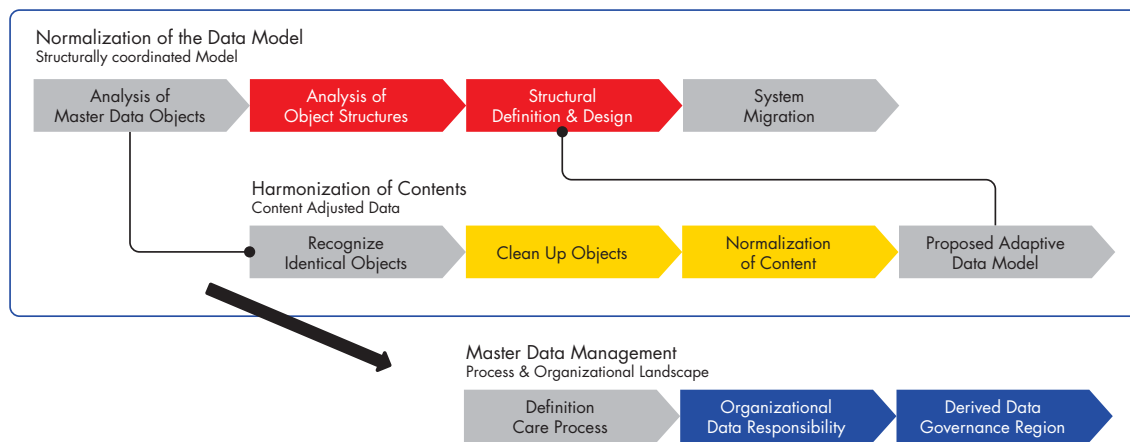 Normalization of the Data Model
Structurally coordinated Model
Analysis of
Master Data Objects
Analysis of
Object Structures
Structural
Definition & Design
System
Migration
Harmonization of Contents
Content Adjusted Data
Recognize
Identical Objects
Clean Up Objects
Normalization
of Content
Proposed Adaptive
Data Model
Master Data Management
Process & Organizational Landscape
Definition
Care Process
Organizational
Data Responsibility
Derived Data
Governance Region